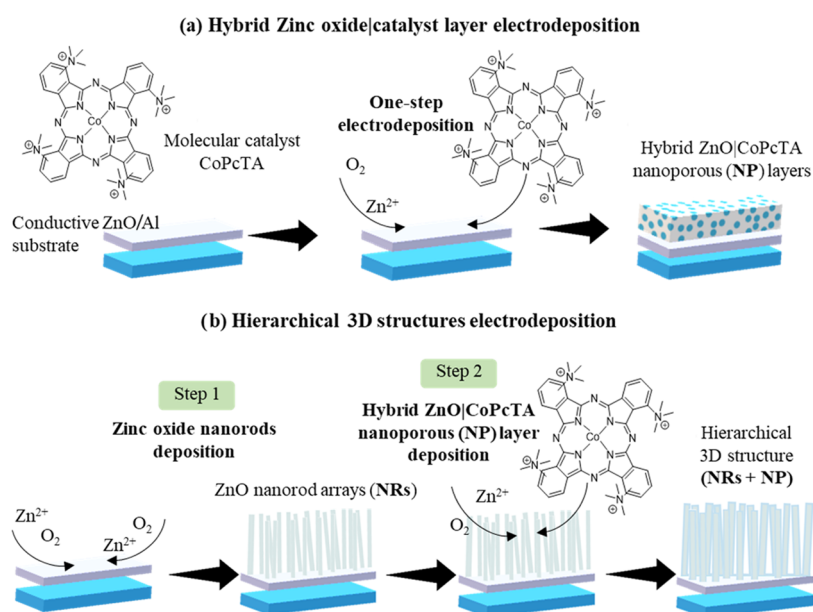 (a) Hybrid Zinc oxide|catalyst layer electrodeposition
N
Co
Molecular catalyst
CoPcTA
Conductive ZnO/Al
substrate
One-step
electrodeposition
O₂
Zn²⁺
N
Co
Hybrid ZnO|CoPcTA
nanoporous (NP) layers
(b) Hierarchical 3D structures electrodeposition
Step 1
Zinc oxide nanorods
deposition
Zn²⁺
O₂
O₂
Zn²⁺
ZnO nanorod arrays (NRs)
Step 2
Hybrid ZnO|CoPcTA
nanoporous (NP) layer
deposition
Zn²⁺
O₂
N
Co
Hierarchical
3D structure
(NRs + NP)